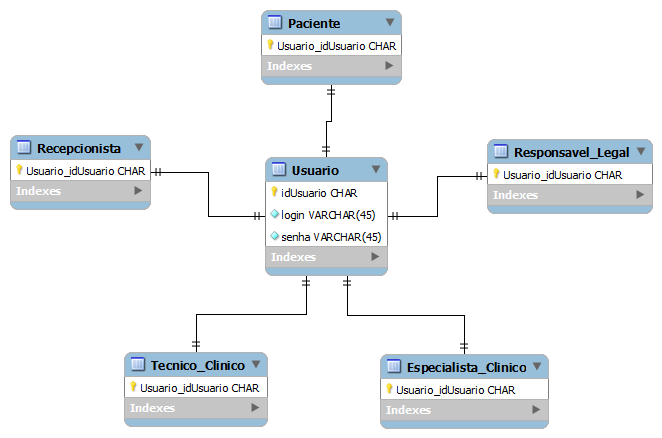 Paciente
Usuario_idUsuario CHAR
Indexes
Recepcionista
Usuario_idUsuario CHAR
Indexes
Usuario
idUsuario CHAR
login VARCHAR(45)
senha VARCHAR(45)
Indexes
Responsavel_Legal
Usuario_idUsuario CHAR
Indexes
Tecnico_Clinico
Usuario_idUsuario CHAR
Indexes
Especialista_Clinico
Usuario_idUsuario CHAR
Indexes